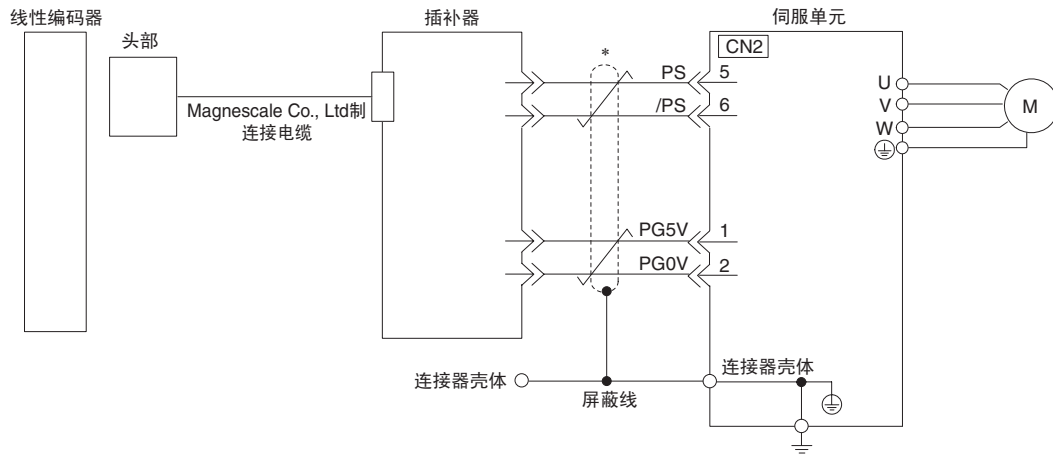 线性编码器
头部
Magnescale Co., Ltd制
连接电缆
插补器
*
伺服单元
CN2
PS
5
/PS
6
PG5V
1
PG0V
2
U
V
W
M
连接器壳体
屏蔽线
连接器壳体